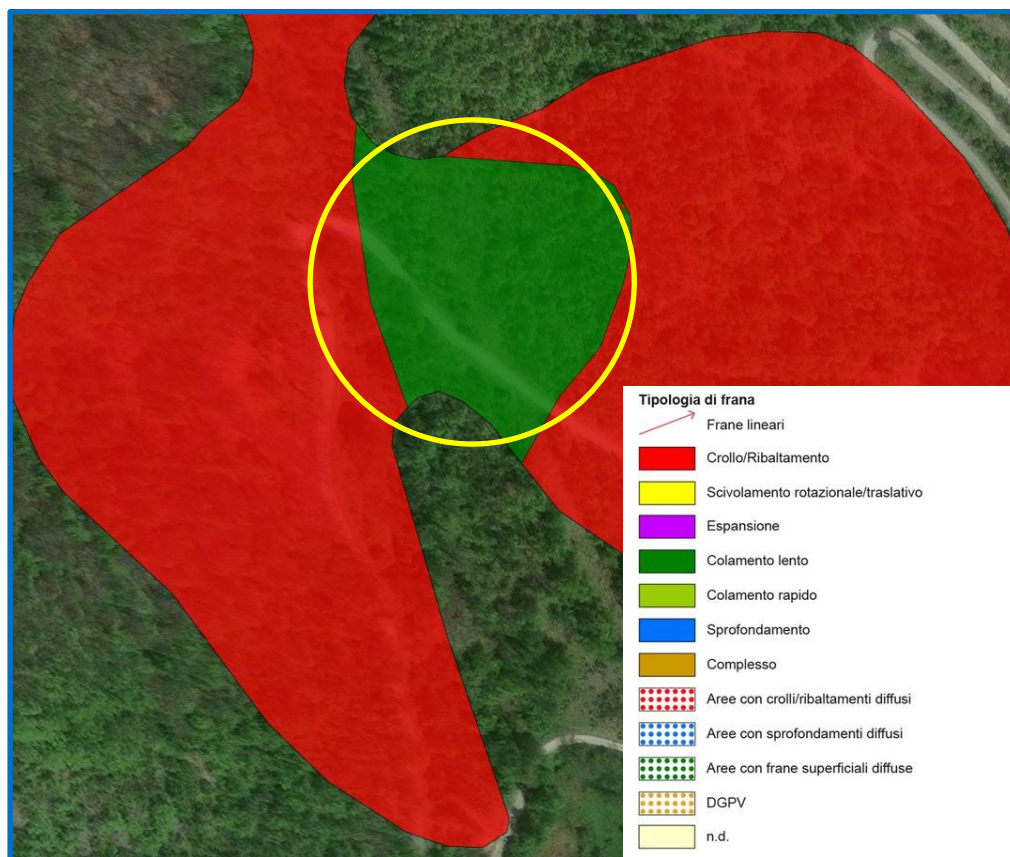 Tipologia di frana
Frane lineari
Crollo/Ribaltamento
Scivolamento rotazionale/traslativo
Espansione
Colamento lento
Colamento rapido
Sprofondamento
Complesso
Aree con crolli/ribaltamenti diffusi
Aree con sprofondamenti diffusi
Aree con frane superficiali diffuse
DGPV
n.d.